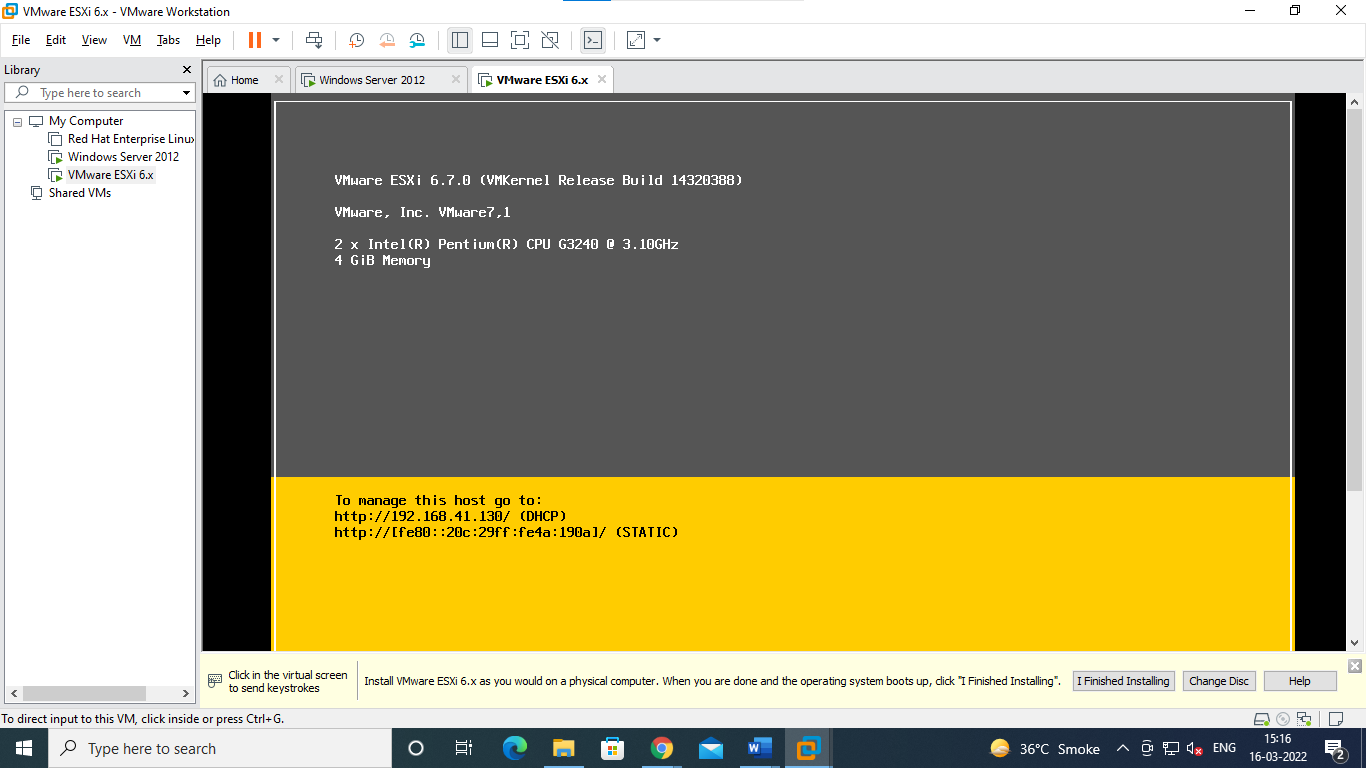 VMware ESXi 6.x - VMware Workstation
File Edit View VM Tabs Help
Library
Type here to search
My Computer
Red Hat Enterprise Linux
Windows Server 2012
VMware ESXi 6.x
Shared VMs
Home
Windows Server 2012
VMware ESXi 6.x
VMware ESXi 6.7.0 (VMKernel Release Build 14320388)
VMware, Inc. VMware7,1
2 x Intel(R) Pentium(R) CPU G3240 @ 3.10GHz
4 GiB Memory
To manage this host go to:
http://192.168.41.130/ (DHCP)
http://[fe80::20c:29ff:fe4a:190a]/ (STATIC)
Click in the virtual screen
to send keystrokes
Install VMware ESXi 6.x as you would on a physical computer. When you are done and the operating system boots up, click "I Finished Installing".
I Finished Installing
Change Disc
Help
To direct input to this VM, click inside or press Ctrl+G.
Type here to search
36°C Smoke
ENG
15:16
16-03-2022
2